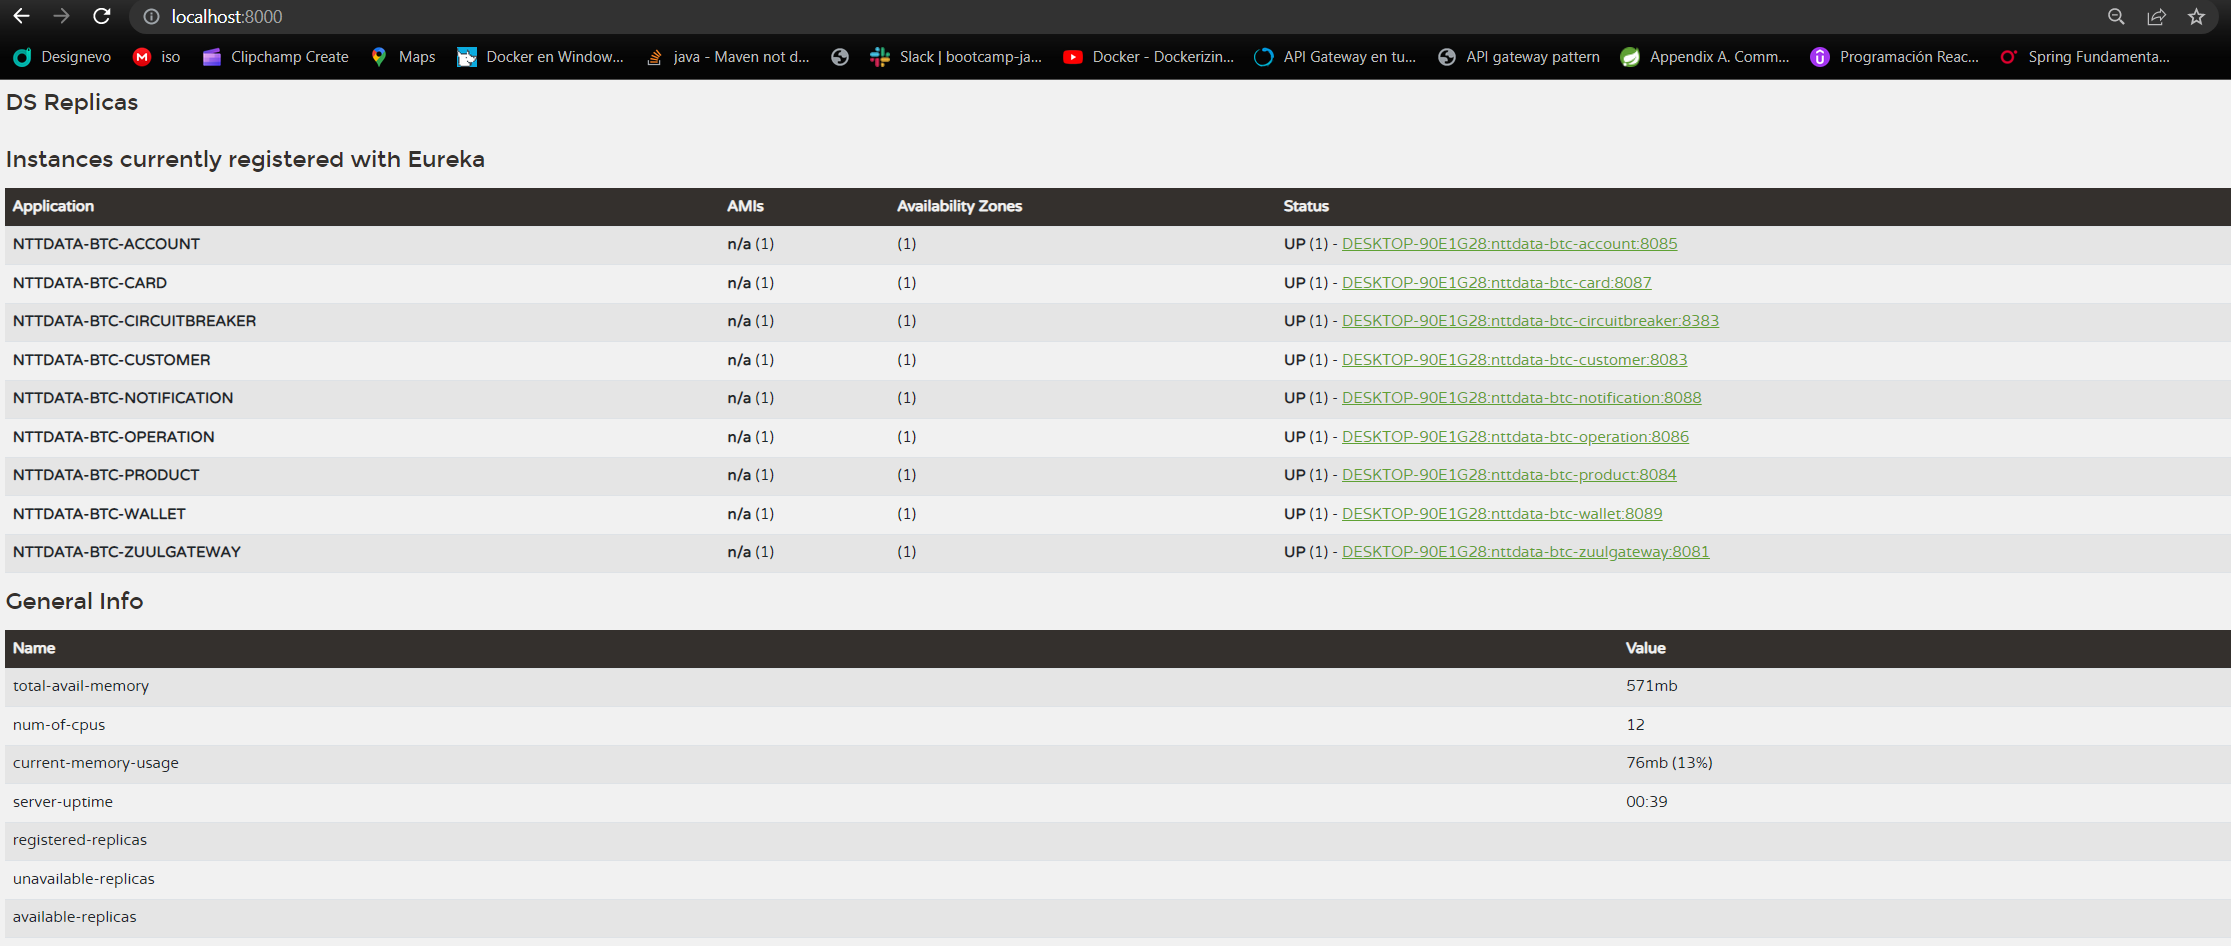 localhost:8000
Designevo iso Clipchamp Create Maps Docker en Window... java - Maven not d... Slack | bootcamp-ja... Docker - Dockerizin... API Gateway en tu... API gateway pattern Appendix A. Comm... Programación Reac... Spring Fundamenta...
DS Replicas
Instances currently registered with Eureka
Application AMIs Availability Zones Status
NTTDATA-BTC-ACCOUNT n/a (1) (1) UP (1) - DESKTOP-90E1G28:nttdata-btc-account:8085
NTTDATA-BTC-CARD n/a (1) (1) UP (1) - DESKTOP-90E1G28:nttdata-btc-card:8087
NTTDATA-BTC-CIRCUITBREAKER n/a (1) (1) UP (1) - DESKTOP-90E1G28:nttdata-btc-circuitbreaker:8383
NTTDATA-BTC-CUSTOMER n/a (1) (1) UP (1) - DESKTOP-90E1G28:nttdata-btc-customer:8083
NTTDATA-BTC-NOTIFICATION n/a (1) (1) UP (1) - DESKTOP-90E1G28:nttdata-btc-notification:8088
NTTDATA-BTC-OPERATION n/a (1) (1) UP (1) - DESKTOP-90E1G28:nttdata-btc-operation:8086
NTTDATA-BTC-PRODUCT n/a (1) (1) UP (1) - DESKTOP-90E1G28:nttdata-btc-product:8084
NTTDATA-BTC-WALLET n/a (1) (1) UP (1) - DESKTOP-90E1G28:nttdata-btc-wallet:8089
NTTDATA-BTC-ZUULGATEWAY n/a (1) (1) UP (1) - DESKTOP-90E1G28:nttdata-btc-zuulgateway:8081
General Info
Name Value
total-avail-memory 571mb
num-of-cpus 12
current-memory-usage 76mb (13%)
server-uptime 00:39
registered-replicas
unavailable-replicas
available-replicas